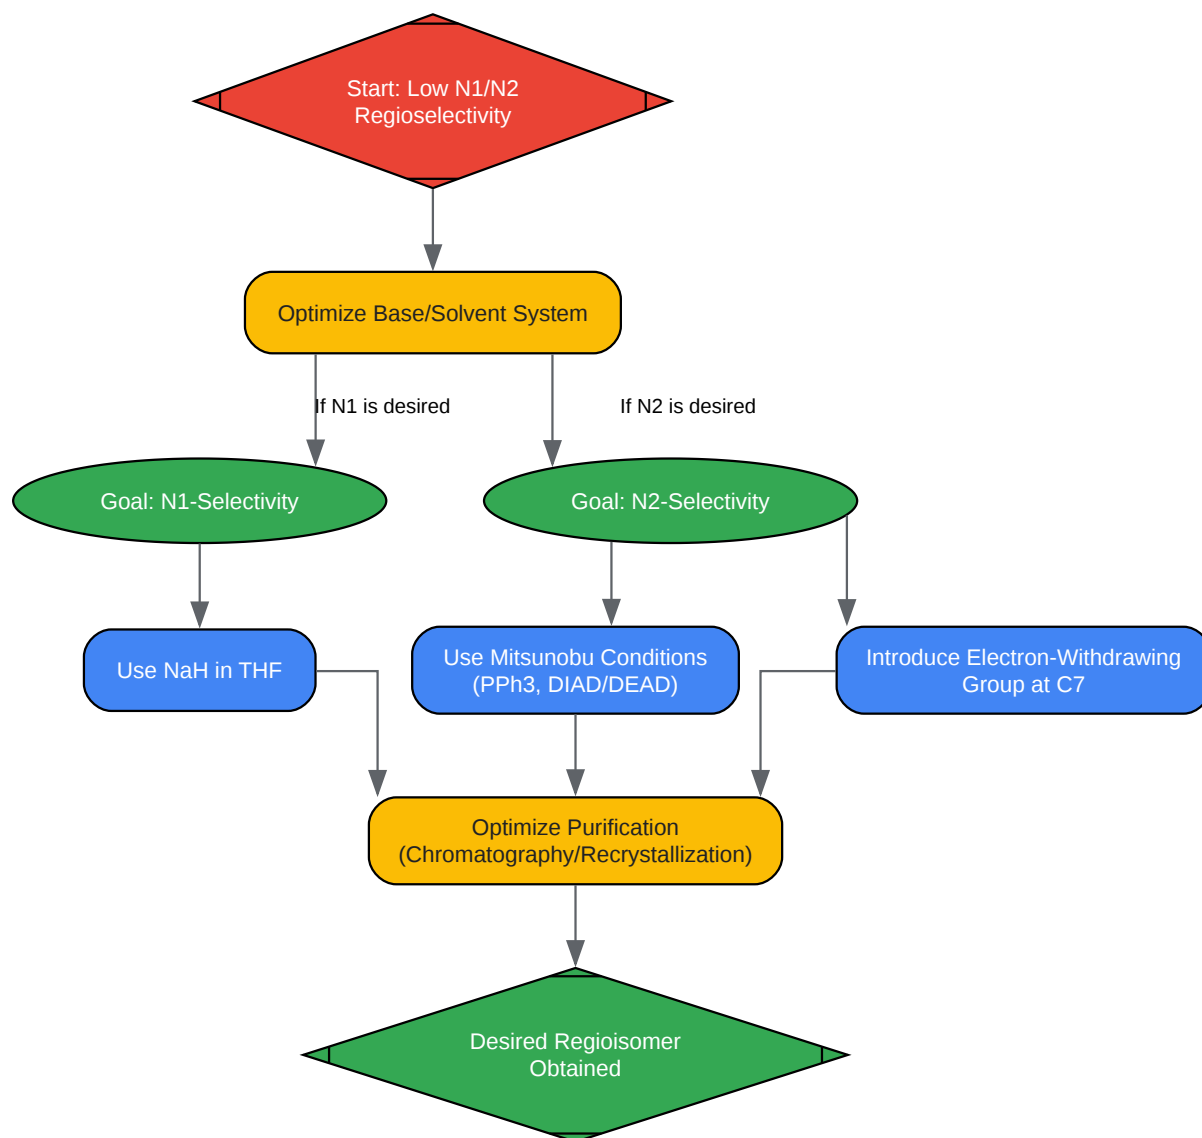 Start: Low N1/N2
Regioselectivity
Optimize Base/Solvent System
If N1 is desired
If N2 is desired
Goal: N1-Selectivity
Goal: N2-Selectivity
Use NaH in THF
Use Mitsunobu Conditions
(PPh3, DIAD/DEAD)
Introduce Electron-Withdrawing
Group at C7
Optimize Purification
(Chromatography/Recrystallization)
Desired Regioisomer
Obtained